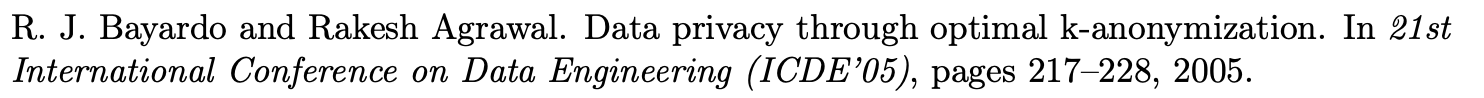 R. J. Bayardo and Rakesh Agrawal. Data privacy through optimal k-anonymization. In 21st
International Conference on Data Engineering (ICDE’05), pages 217–228, 2005.